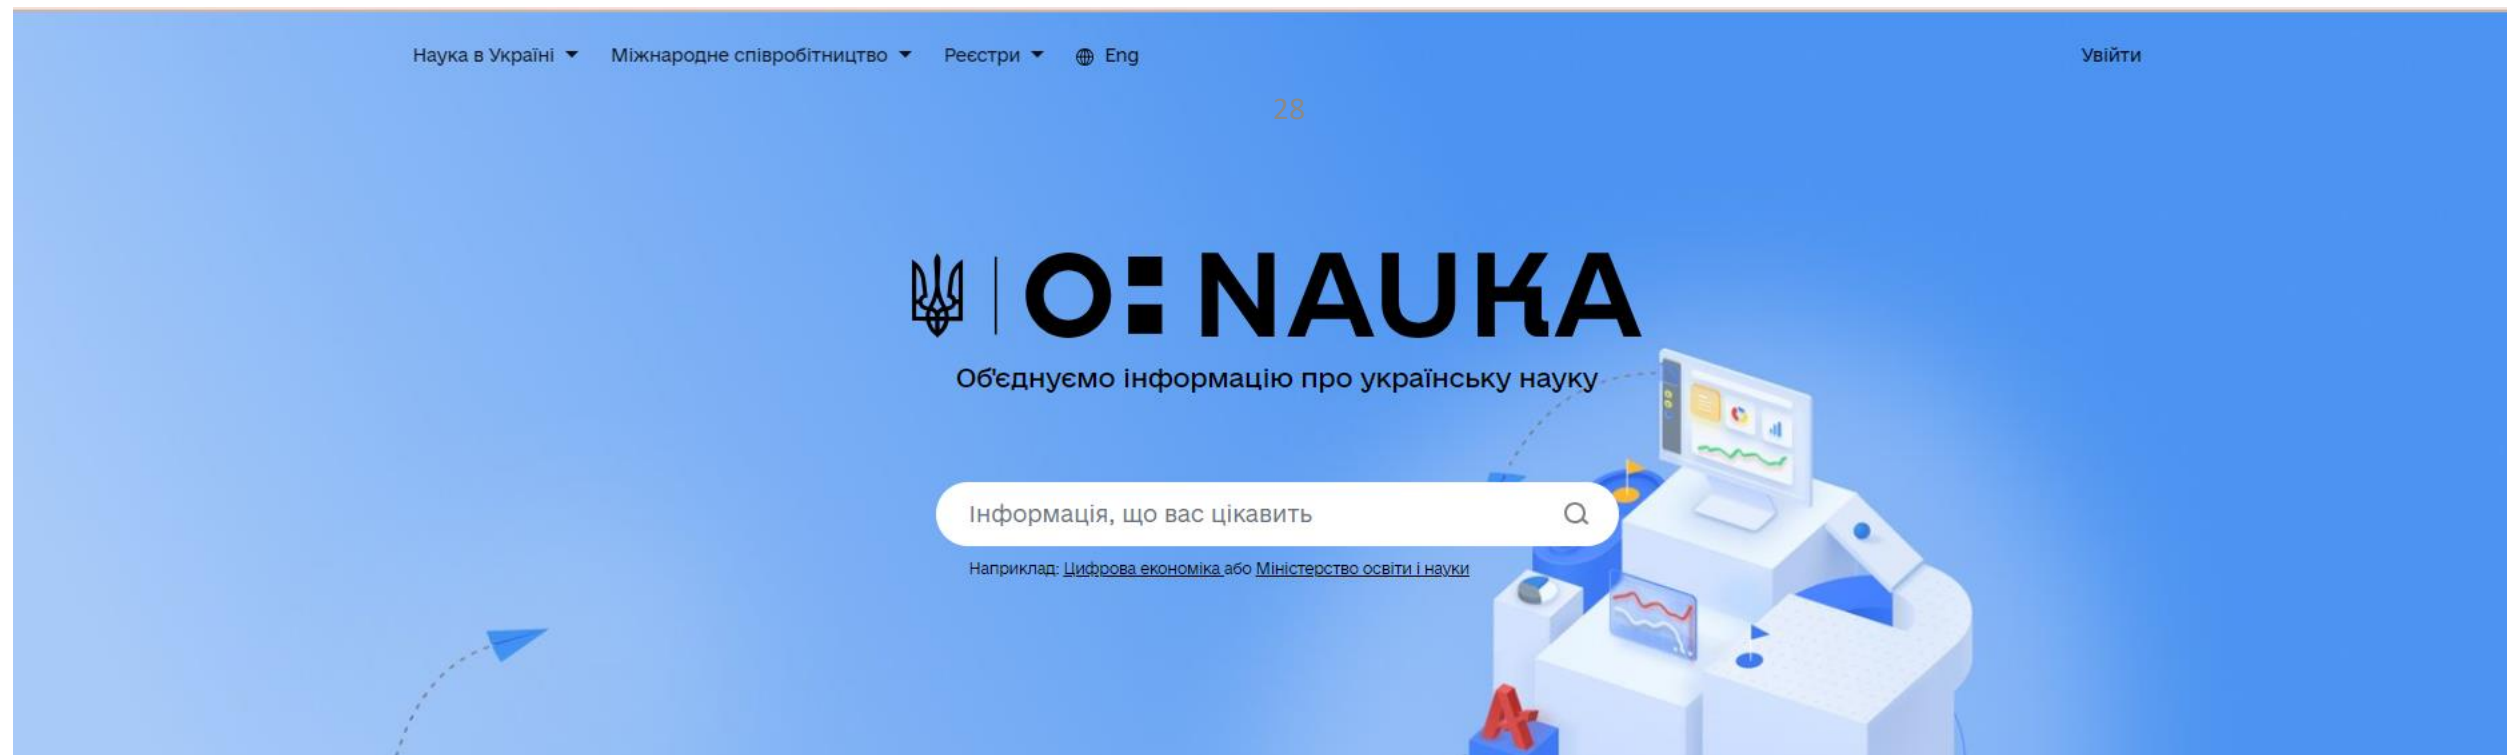 Наука в Україні Міжнародне співробітництво Реєстри Eng Увійти
28
O: NAUKA
Об'єднуємо інформацію про українську науку
Інформація, що вас цікавить
Наприклад: Цифрова економіка або Міністерство освіти і науки
A+